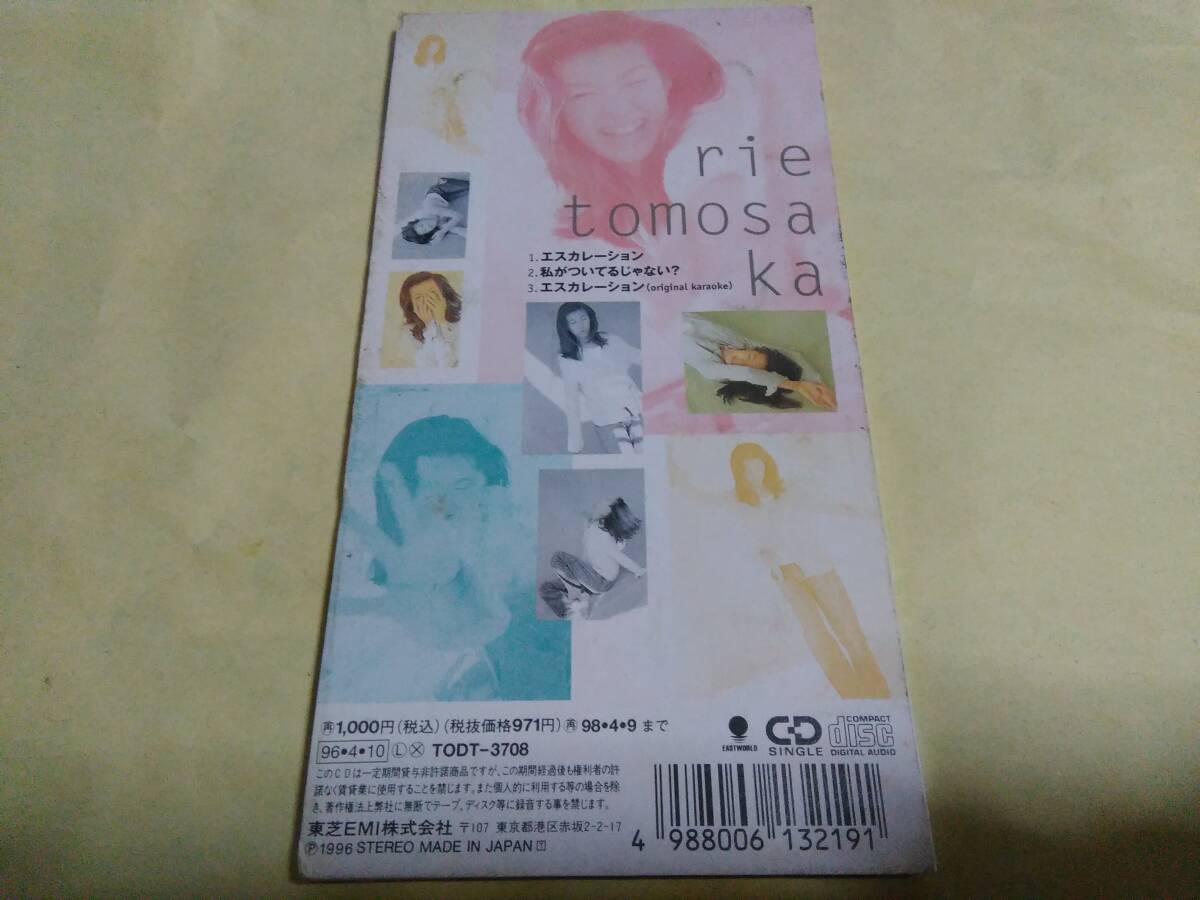 rie
tomosa
ka
1. エスカレーション
2. 私がついてるじゃない?
3. エスカレーション (original karaoke)
再1,000円(税込)(税抜価格971円)再98•4•9 まで
96•4•10 Ⓛ Ⓧ TODT-3708
このCDは一定期間貸与非許諾商品ですが、この期間経過後も権利者の許
諾なく賃貸業に使用することを禁じます。また個人的に利用する等の場合を除
き、著作権法上弊社に無断でテープ、ディスク等に録音する事を禁じます。
東芝EMI株式会社 〒107 東京都港区赤坂2-2-17
Ⓟ1996 STEREO MADE IN JAPAN T
EASTWORLD
CD
SINGLE
COMPACT
disc
DIGITAL AUDIO
4 988006 132191